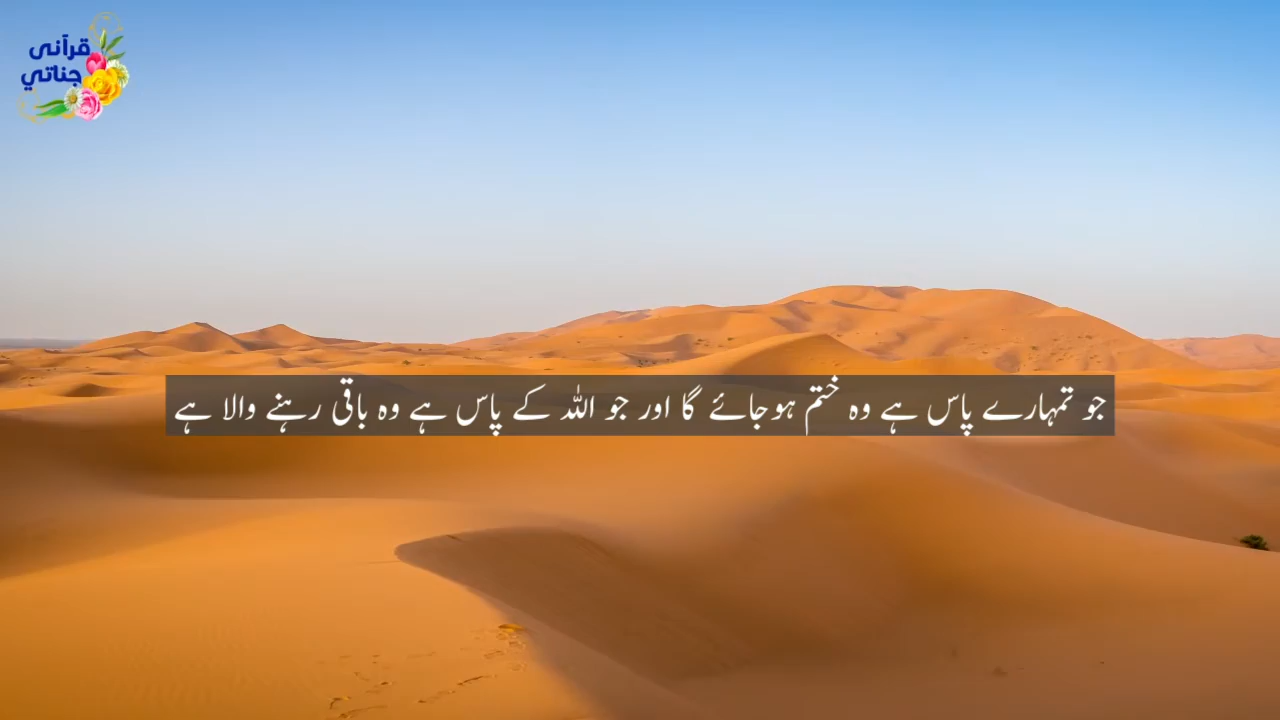 قرآنی
جناتي
جو تمہارے پاس ہے وہ ختم ہوجائے گا اور جو اللہ کے پاس ہے وہ باقی رہنے والا ہے